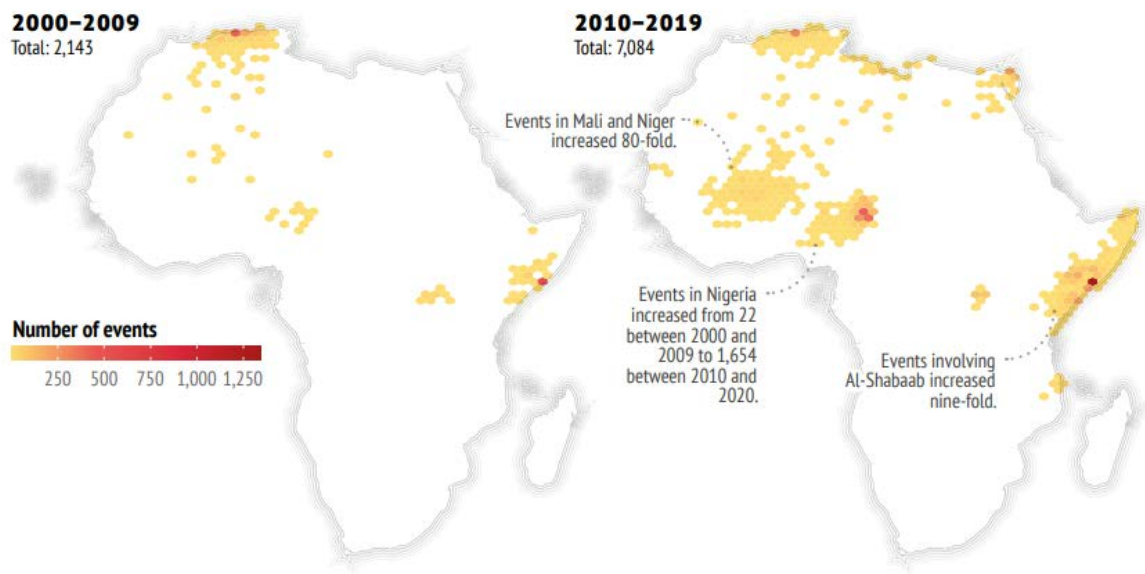 2000–2009
Total: 2,143
2010–2019
Total: 7,084
Events in Mali and Niger
increased 80-fold.
Number of events
250 500 750 1,000 1,250
Events in Nigeria
increased from 22
between 2000 and
2009 to 1,654
between 2010 and
2020.
Events involving
Al-Shabaab increased
nine-fold.